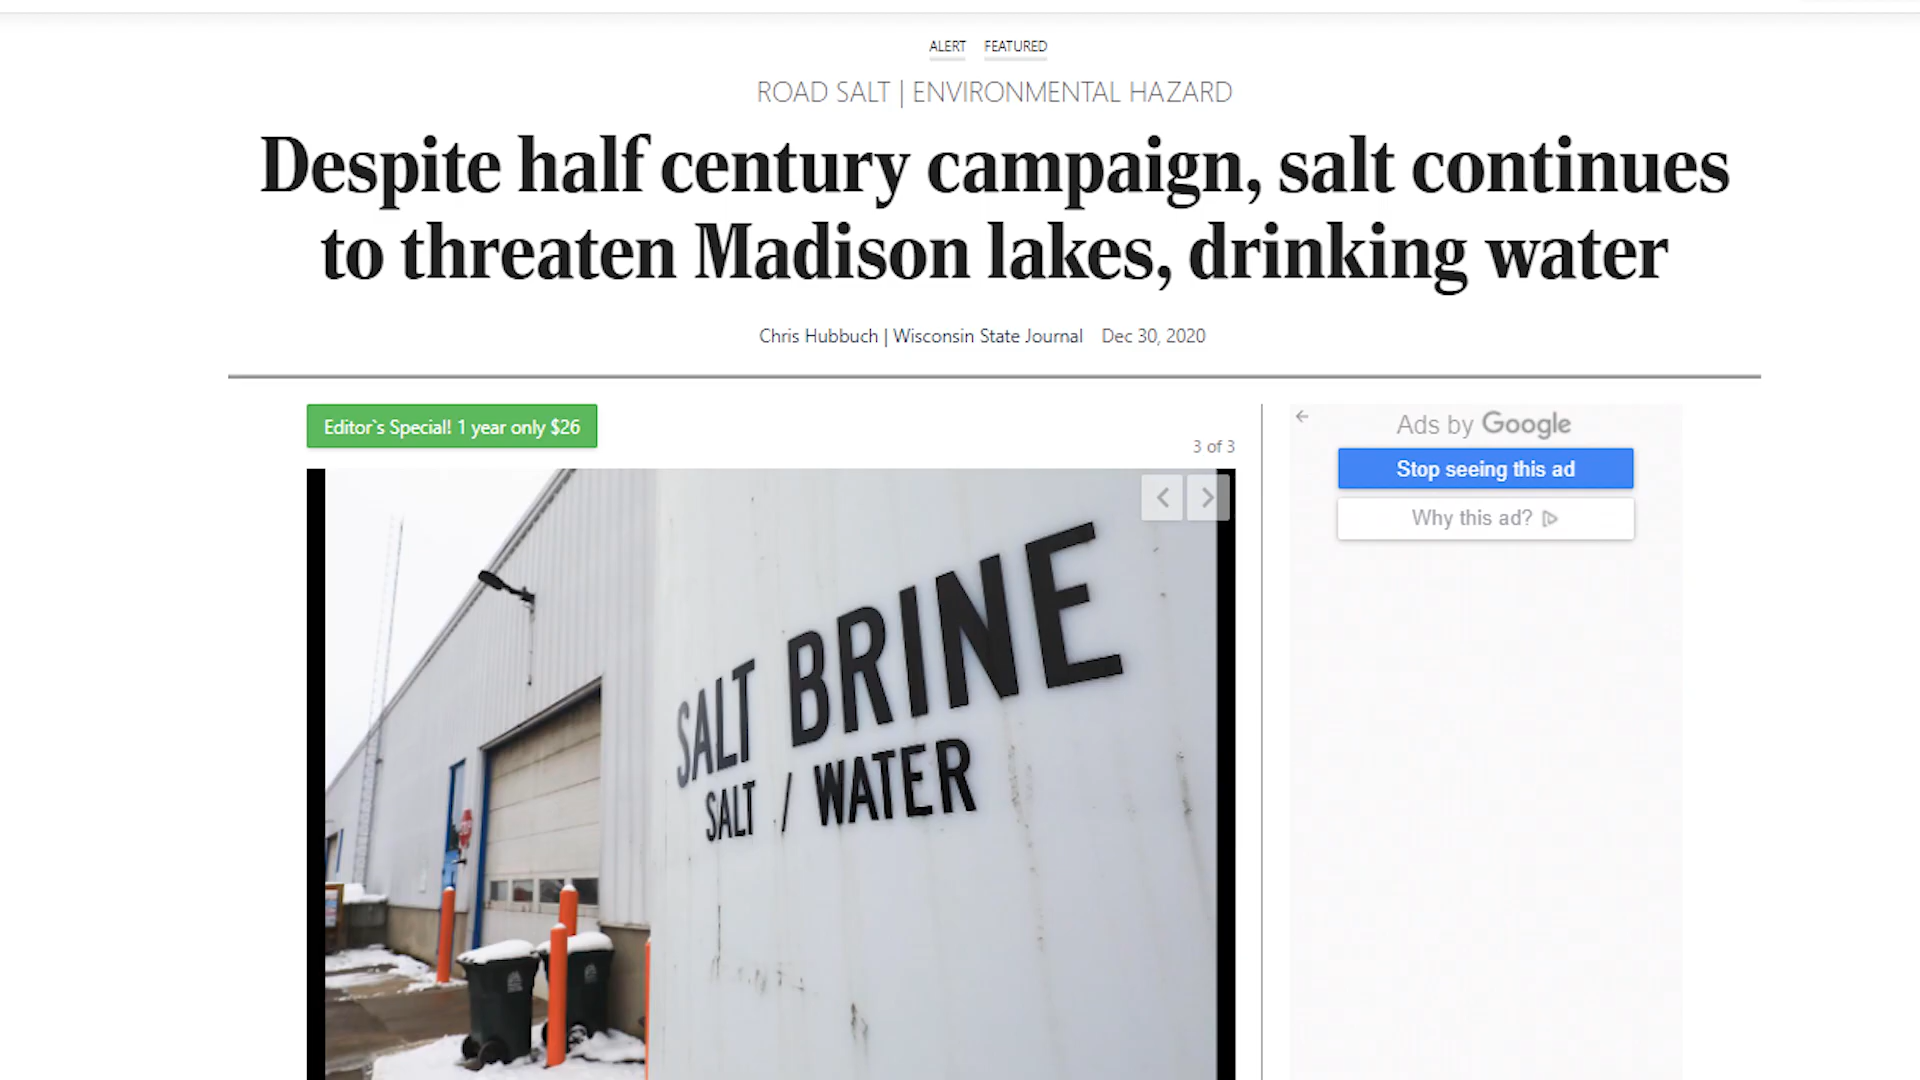 ALERT FEATURED
ROAD SALT | ENVIRONMENTAL HAZARD
Despite half century campaign, salt continues
to threaten Madison lakes, drinking water
Chris Hubbuch | Wisconsin State Journal Dec 30, 2020
Editor`s Special! 1 year only $26
3 of 3
SALT BRINE
SALT / WATER
Ads by Google
Stop seeing this ad
Why this ad?